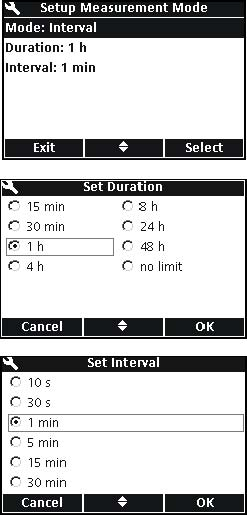 Setup Measurement Mode
Mode: Interval
Duration: 1 h
Interval: 1 min
Exit Select
Set Duration
15 min 8 h
30 min 24 h
1 h 48 h
4 h no limit
Cancel OK
Set Interval
10 s
30 s
1 min
5 min
15 min
30 min
Cancel OK